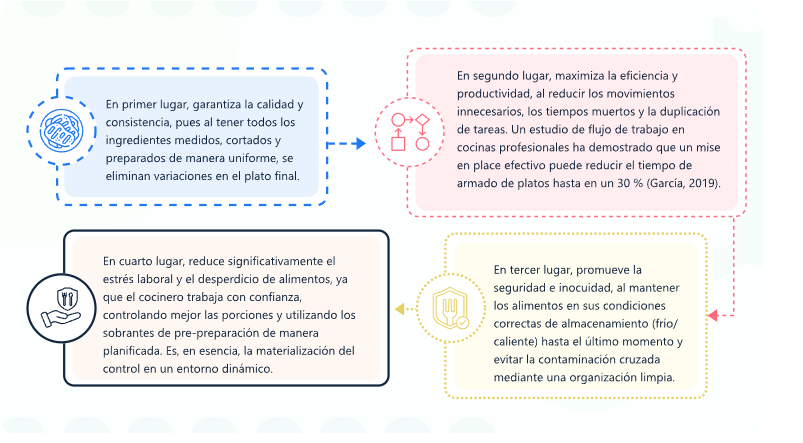 En primer lugar, garantiza la calidad y
consistencia, pues al tener todos los
ingredientes medidos, cortados y
preparados de manera uniforme, se
eliminan variaciones en el plato final.
En segundo lugar, maximiza la eficiencia y
productividad, al reducir los movimientos
innecesarios, los tiempos muertos y la duplicación
de tareas. Un estudio de flujo de trabajo en
cocinas profesionales ha demostrado que un mise
en place efectivo puede reducir el tiempo de
armado de platos hasta en un 30 % (García, 2019).
En tercer lugar, promueve la
seguridad e inocuidad, al mantener
los alimentos en sus condiciones
correctas de almacenamiento (frío/
caliente) hasta el último momento y
evitar la contaminación cruzada
mediante una organización limpia.
En cuarto lugar, reduce significativamente el
estrés laboral y el desperdicio de alimentos, ya
que el cocinero trabaja con confianza,
controlando mejor las porciones y utilizando los
sobrantes de pre-preparación de manera
planificada. Es, en esencia, la materialización del
control en un entorno dinámico.